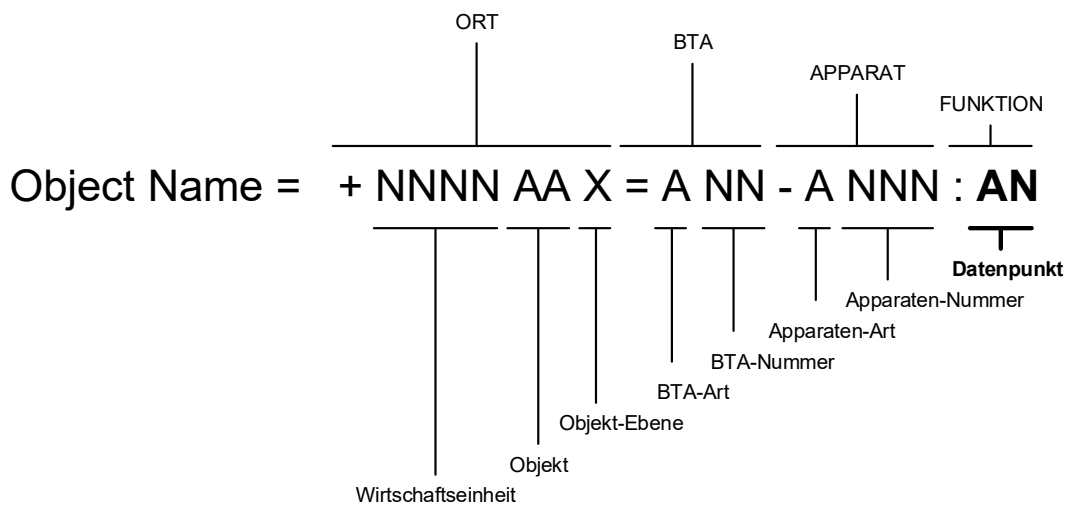 ORT
BTA
APPARAT
FUNKTION
Object Name = + NNNN AA X = A NN - A NNN : AN
Datenpunkt
Apparaten-Nummer
Apparaten-Art
BTA-Nummer
BTA-Art
Objekt-Ebene
Objekt
Wirtschaftseinheit